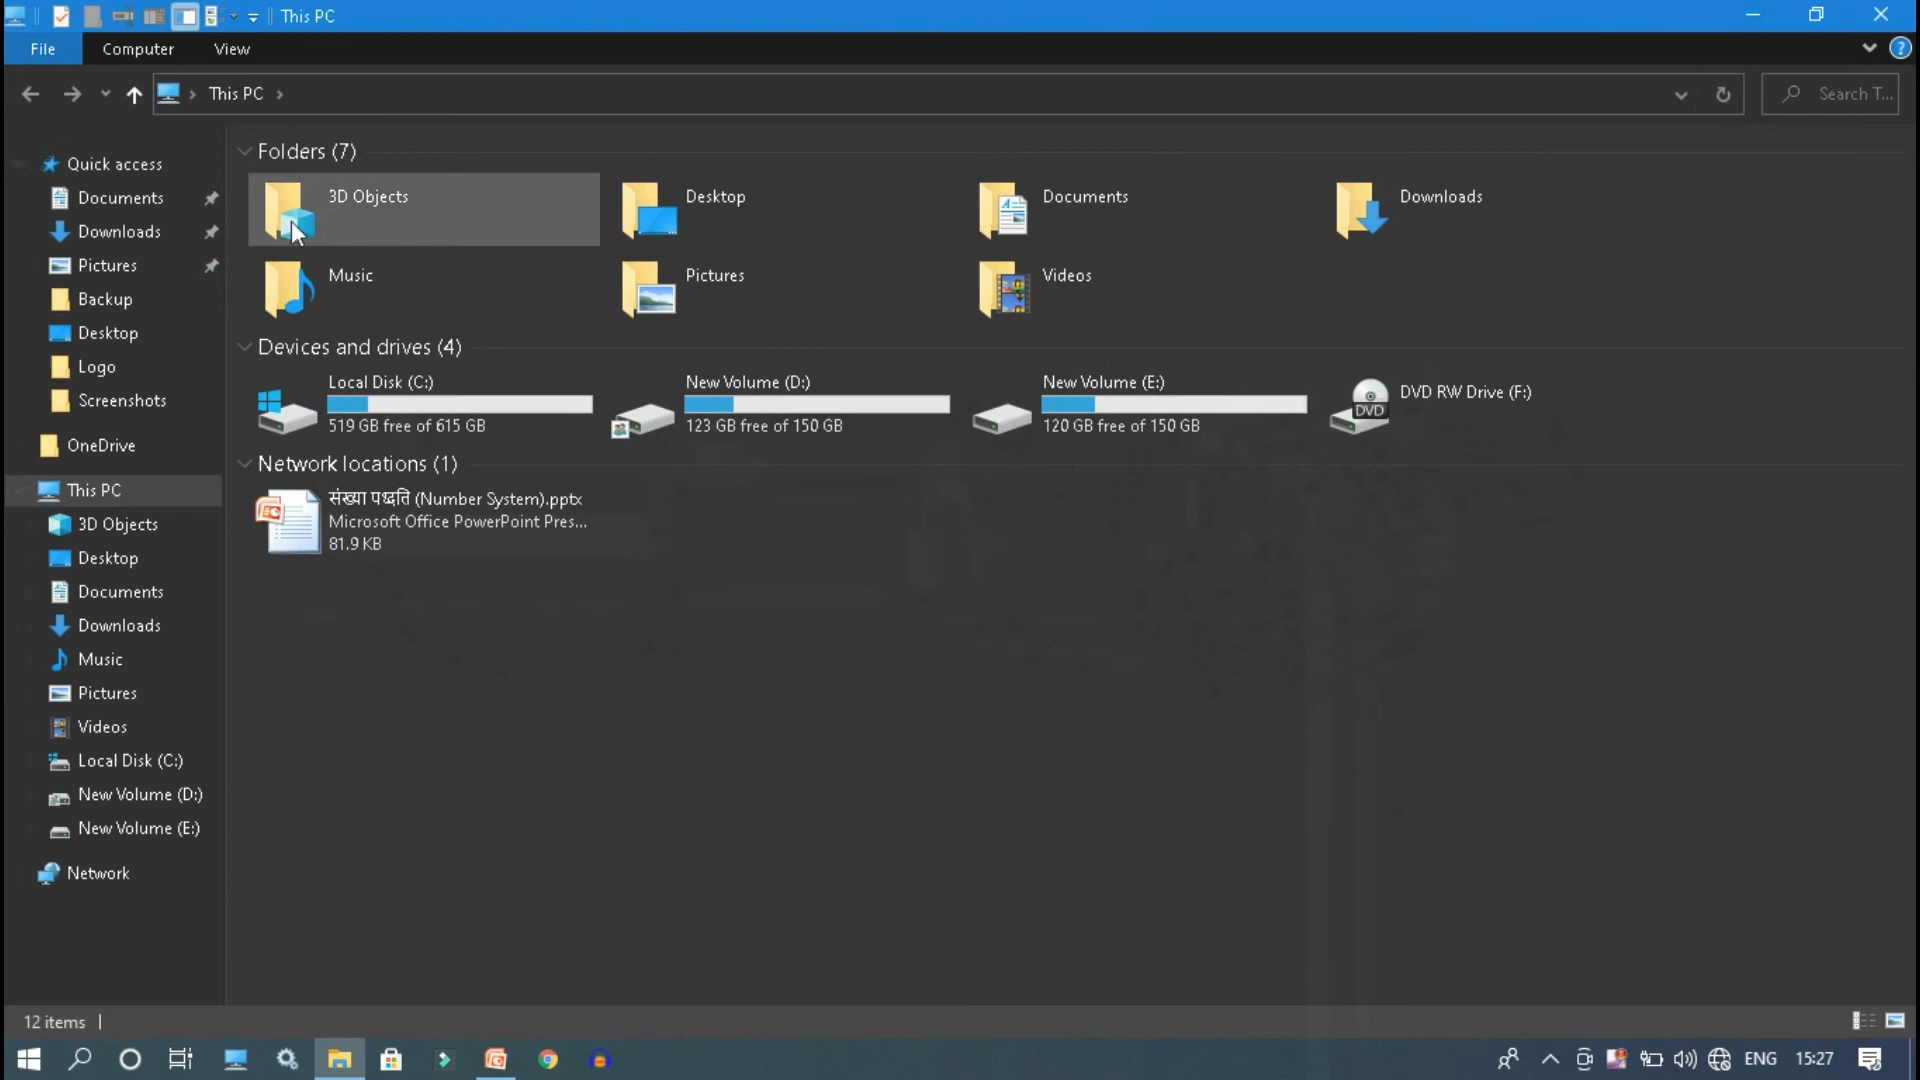 This PC
File Computer View
This PC
Search T...
Quick access
Documents
Downloads
Pictures
Backup
Desktop
Logo
Screenshots
OneDrive
This PC
3D Objects
Desktop
Documents
Downloads
Music
Pictures
Videos
Local Disk (C:)
New Volume (D:)
New Volume (E:)
Network
Folders (7)
3D Objects
Desktop
Documents
Downloads
Music
Pictures
Videos
Devices and drives (4)
Local Disk (C:)
519 GB free of 615 GB
New Volume (D:)
123 GB free of 150 GB
New Volume (E:)
120 GB free of 150 GB
DVD
DVD RW Drive (F:)
Network locations (1)
संख्या पध्दति (Number System).pptx
Microsoft Office PowerPoint Pres...
81.9 KB
12 items
ENG 15:27